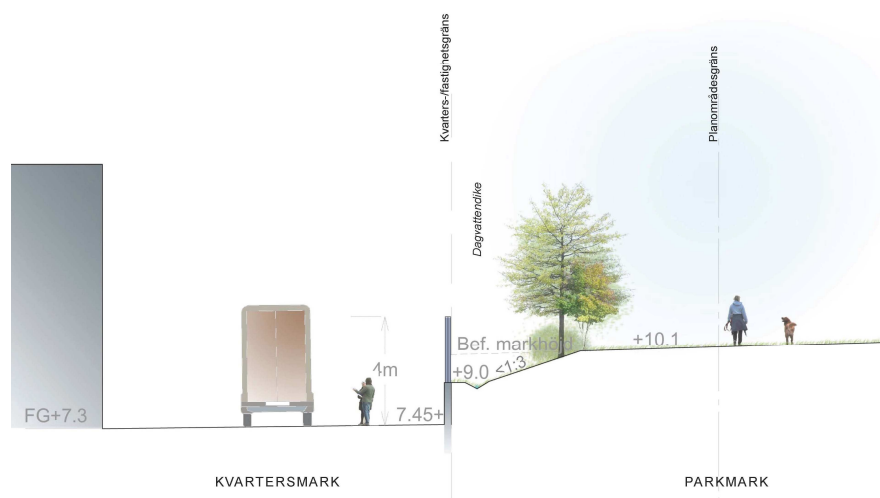 Kvarters-/fastighetsgräns
Planområdesgräns
Dagvattendike
Bef. markhöjd
+10.1
4m
+9.0
<1:3
FG+7.3
7.45+
KVARTERSMARK
PARKMARK